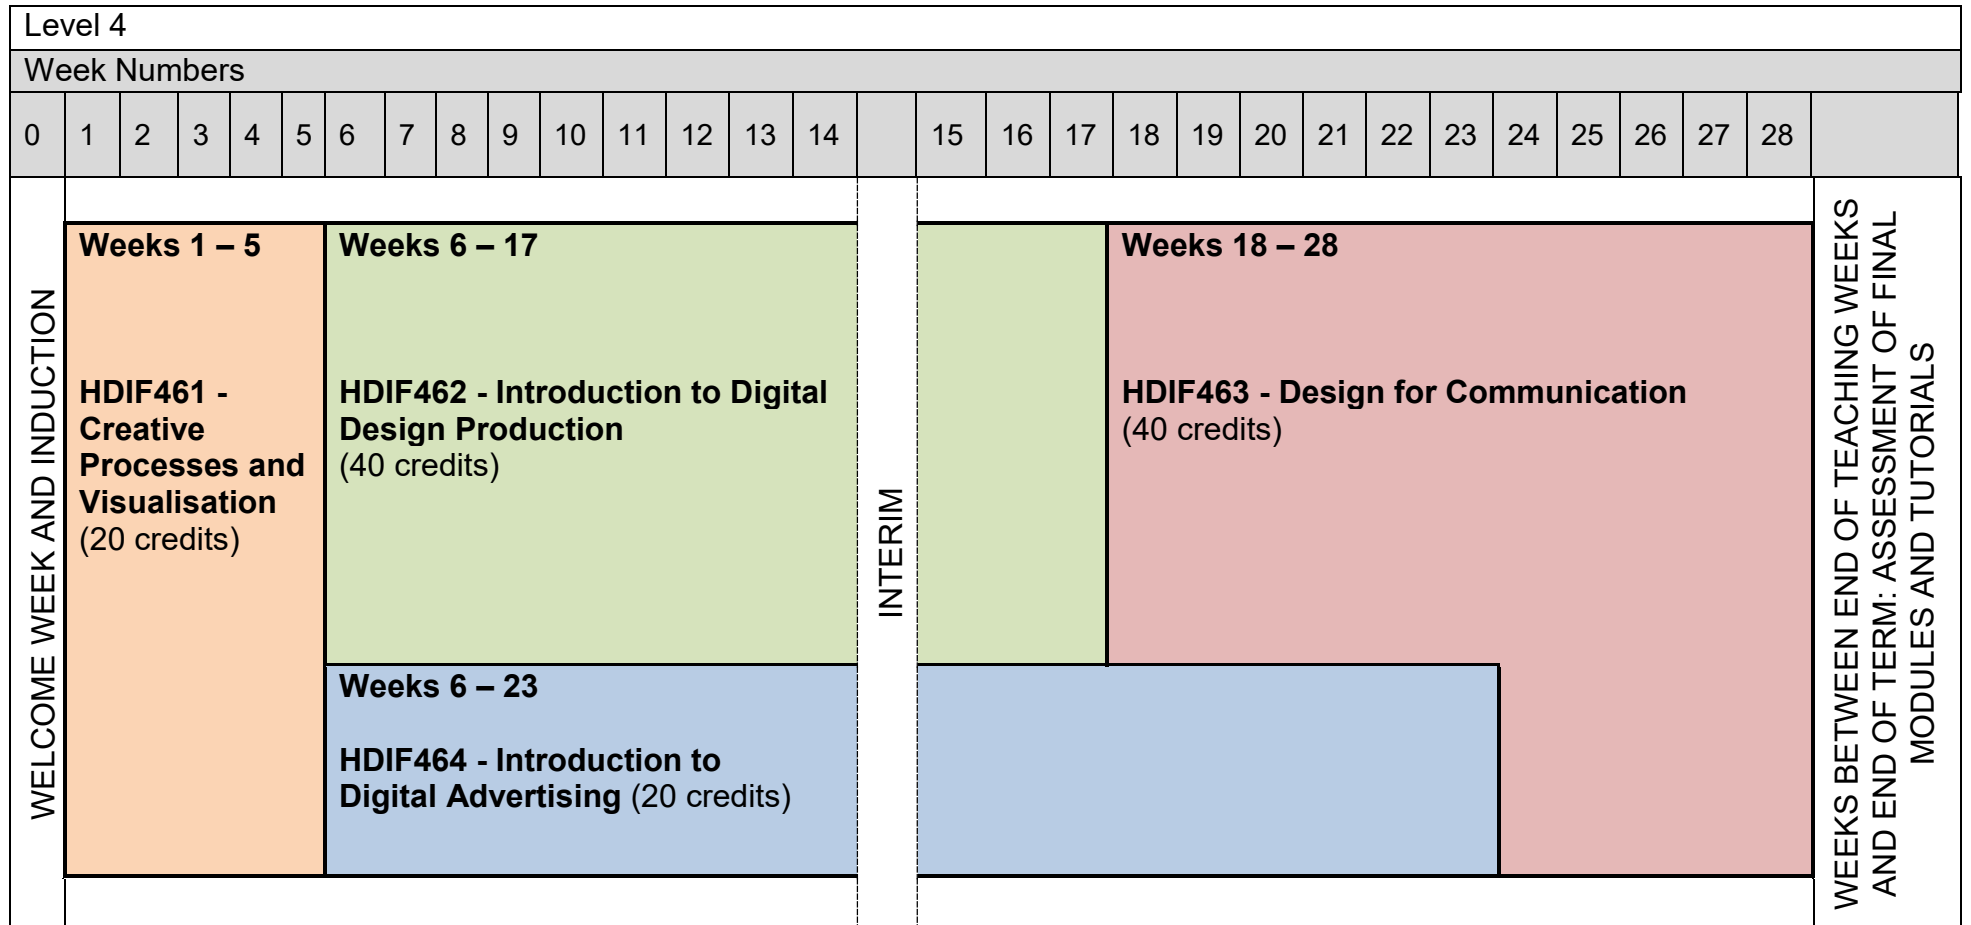 Level 4
Week Numbers
0 1 2 3 4 5 6 7 8 9 10 11 12 13 14 15 16 17 18 19 20 21 22 23 24 25 26 27 28
WELCOME WEEK AND INDUCTION
Weeks 1 – 5
HDIF461 -
Creative
Processes and
Visualisation
(20 credits)
Weeks 6 – 17
HDIF462 - Introduction to Digital
Design Production
(40 credits)
Weeks 6 – 23
HDIF464 - Introduction to
Digital Advertising (20 credits)
INTERIM
Weeks 18 – 28
HDIF463 - Design for Communication
(40 credits)
WEEKS BETWEEN END OF TEACHING WEEKS
AND END OF TERM: ASSESSMENT OF FINAL
MODULES AND TUTORIALS